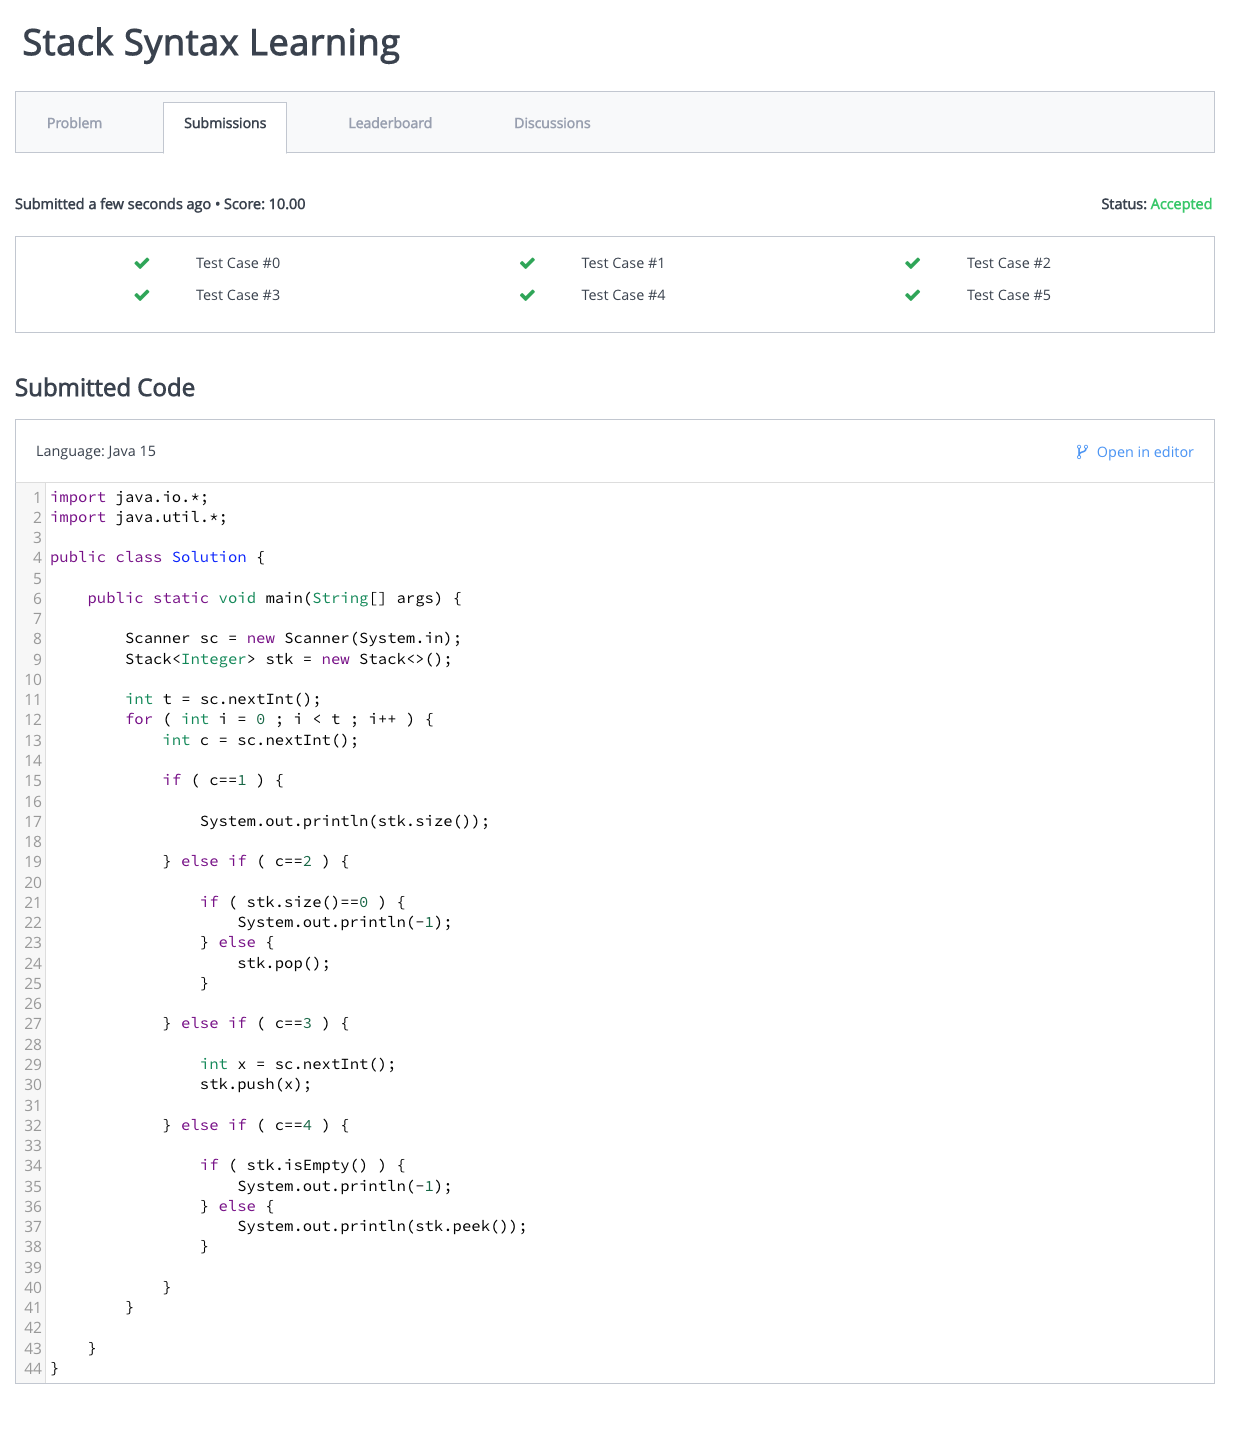 Stack Syntax Learning
Problem Submissions Leaderboard Discussions
Submitted a few seconds ago • Score: 10.00 Status: Accepted
Test Case #0 Test Case #1 Test Case #2
Test Case #3 Test Case #4 Test Case #5
Submitted Code
Language: Java 15 Open in editor
1 import java.io.*;
2 import java.util.*;
3
4 public class Solution {
5
6     public static void main(String[] args) {
7
8         Scanner sc = new Scanner(System.in);
9         Stack<Integer> stk = new Stack<>();
10
11         int t = sc.nextInt();
12         for ( int i = 0 ; i < t ; i++ ) {
13             int c = sc.nextInt();
14
15             if ( c==1 ) {
16
17                 System.out.println(stk.size());
18
19             } else if ( c==2 ) {
20
21                 if ( stk.size()==0 ) {
22                     System.out.println(-1);
23                 } else {
24                     stk.pop();
25                 }
26
27             } else if ( c==3 ) {
28
29                 int x = sc.nextInt();
30                 stk.push(x);
31
32             } else if ( c==4 ) {
33
34                 if ( stk.isEmpty() ) {
35                     System.out.println(-1);
36                 } else {
37                     System.out.println(stk.peek());
38                 }
39
40             }
41         }
42
43     }
44 }